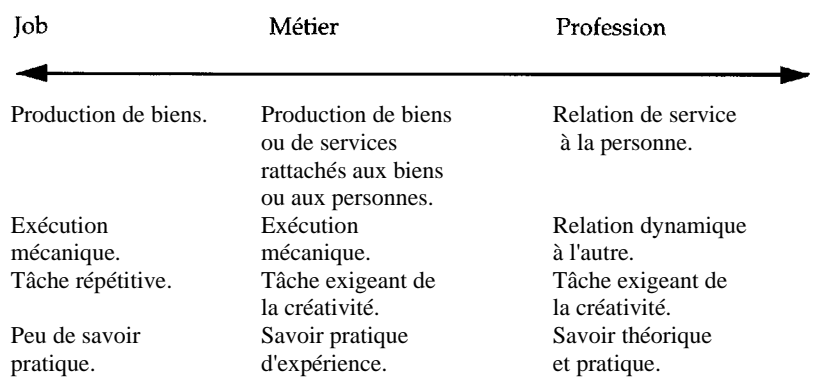 Job Métier Profession
Production de biens. Production de biens Relation de service
ou de services à la personne.
rattachés aux biens
ou aux personnes.
Exécution Exécution Relation dynamique
mécanique. mécanique. à l'autre.
Tâche répétitive. Tâche exigeant de Tâche exigeant de
la créativité. la créativité.
Peu de savoir Savoir pratique Savoir théorique
pratique. d'expérience. et pratique.